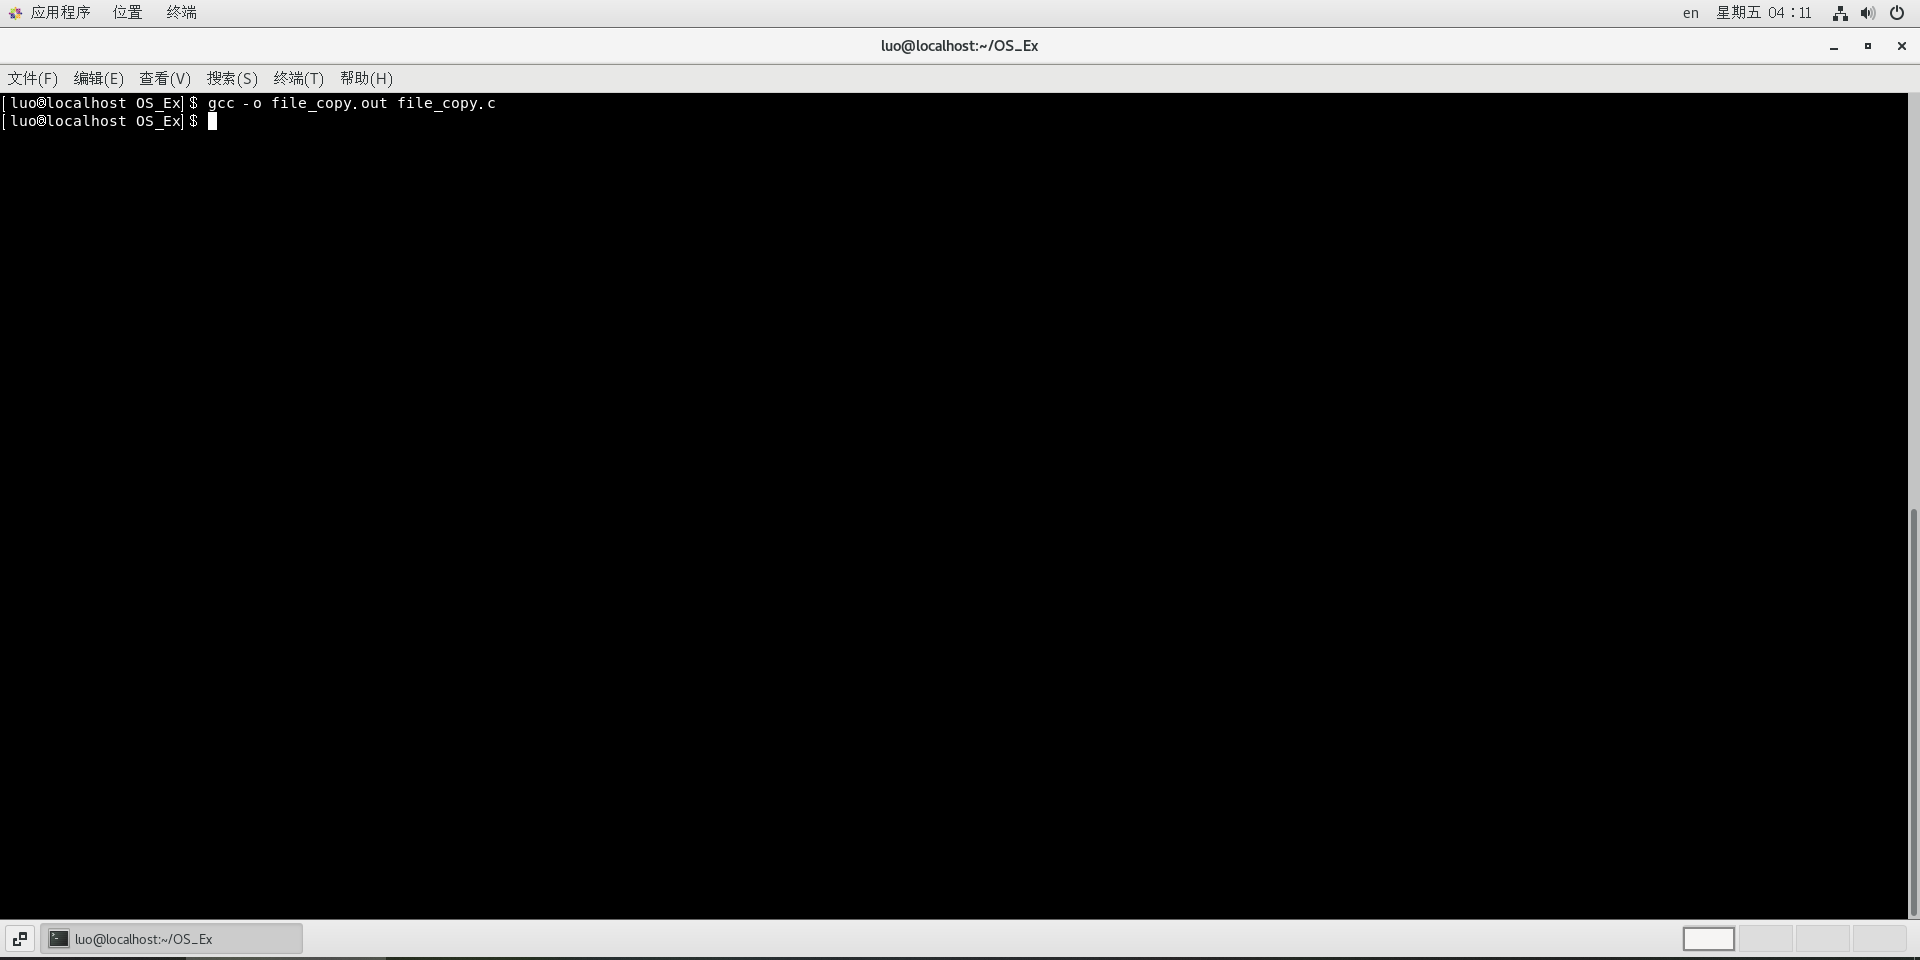 应用程序 位置 终端 en 星期五 04：11
luo@localhost:~/OS_Ex
文件(F) 编辑(E) 查看(V) 搜索(S) 终端(T) 帮助(H)
[luo@localhost OS_Ex]$ gcc -o file_copy.out file_copy.c
[luo@localhost OS_Ex]$
luo@localhost:~/OS_Ex